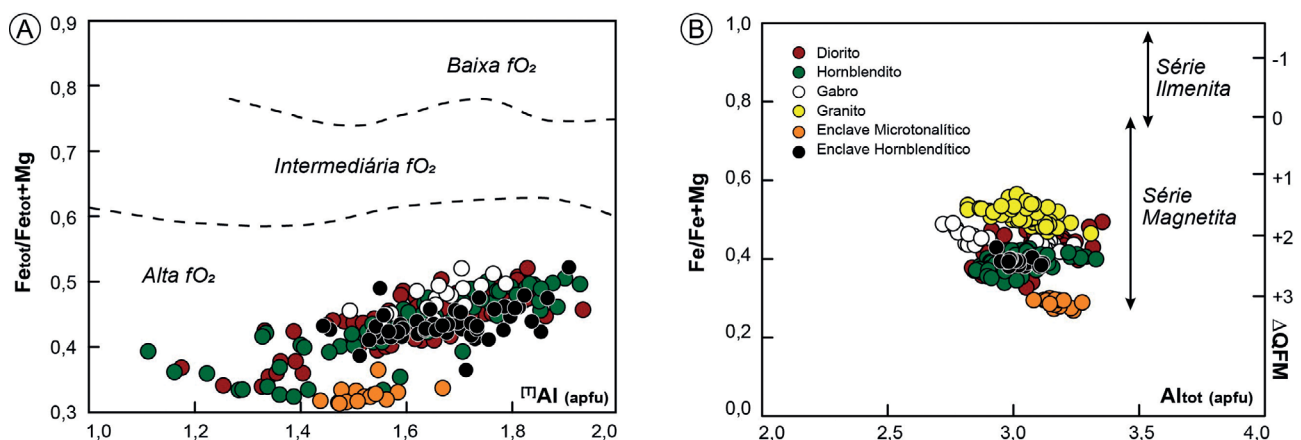 A
Fetot/Fetot+Mg
0,9
0,8
0,7
0,6
0,5
0,4
0,3
Baixa fO₂
Intermediária fO₂
Alta fO₂
[T]Al (apfu)
1,0
1,2
1,4
1,6
1,8
2,0
B
Fe/Fe+Mg
1,0
0,8
0,6
0,4
0,2
0,0
Diorito
Hornblendito
Gabro
Granito
Enclave Microtonalítico
Enclave Hornblendítico
Série
Ilmenita
Série
Magnetita
-1
0
+1
+2
+3
ΔQFM
Altot (apfu)
2.0
2.5
3.0
3.5
4.0